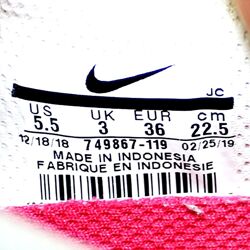 JC
US UK EUR cm
5.5 3 36 22.5
12/18/18 749867-119 02/25/19
MADE IN INDONESIA
FABRIQUE EN INDONÉSIE